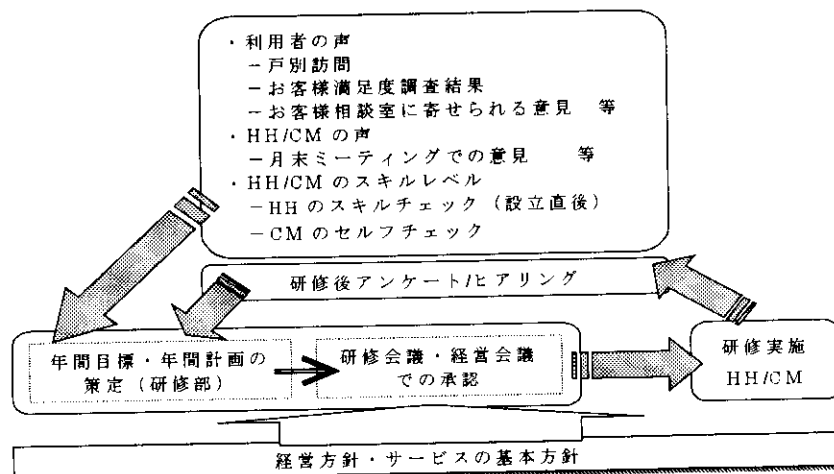 ・利用者の声
－戸別訪問
－お客様満足度調査結果
－お客様相談室に寄せられる意見 等
・HH/CMの声
－月末ミーティングでの意見 等
・HH/CMのスキルレベル
－HHのスキルチェック（設立直後）
－CMのセルフチェック
研修後アンケート/ヒアリング
年間目標・年間計画の
策定（研修部）
研修会議・経営会議
での承認
研修実施
HH/CM
経営方針・サービスの基本方針